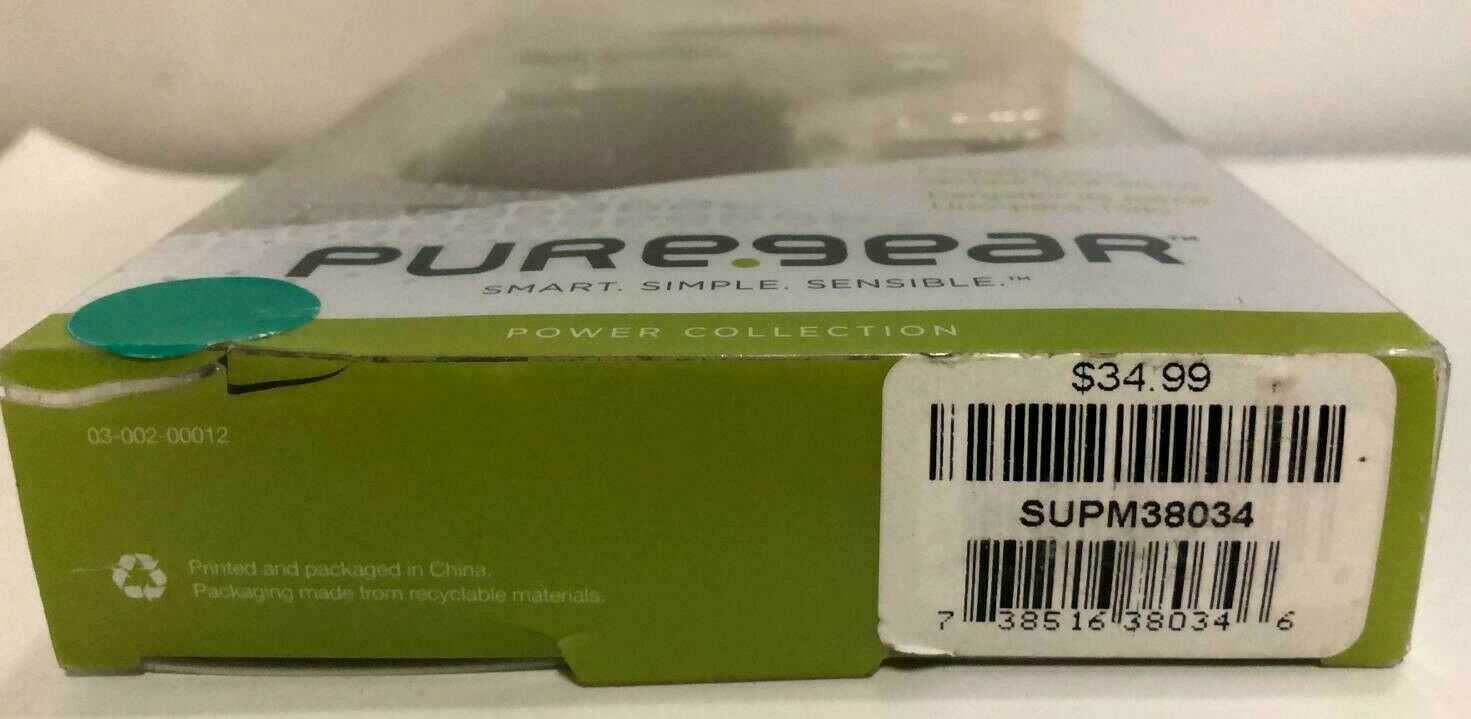 PUREGEAR™
SMART. SIMPLE. SENSIBLE.™
POWER COLLECTION
$34.99
03-002-00012
SUPM38034
Printed and packaged in China.
Packaging made from recyclable materials.
7 38516 38034 6